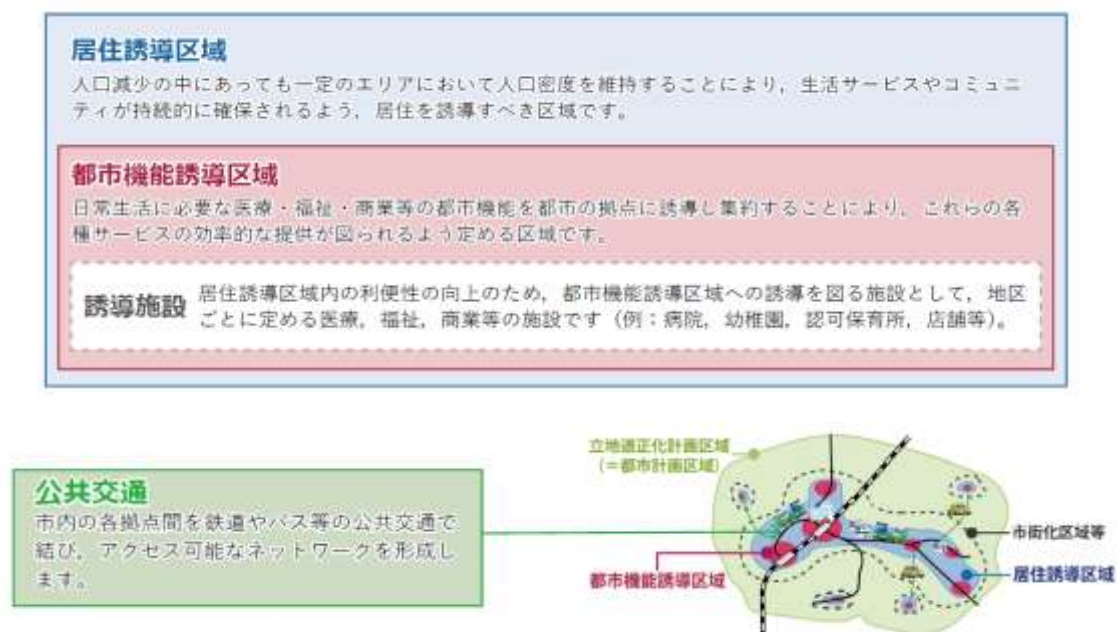 居住誘導区域
人口減少の中にあっても一定のエリアにおいて人口密度を維持することにより，生活サービスやコミュニ
ティが持続的に確保されるよう，居住を誘導すべき区域です。
都市機能誘導区域
日常生活に必要な医療・福祉・商業等の都市機能を都市の拠点に誘導し集約することにより，これらの各
種サービスの効率的な提供が図られるよう定める区域です。
誘導施設
居住誘導区域内の利便性の向上のため，都市機能誘導区域への誘導を図る施設として，地区
ごとに定める医療，福祉，商業等の施設です（例：病院，幼稚園，認可保育所，店舗等）。
公共交通
市内の各拠点間を鉄道やバス等の公共交通で
結び，アクセス可能なネットワークを形成し
ます。
立地適正化計画区域
（＝都市計画区域）
市街化区域等
都市機能誘導区域
居住誘導区域